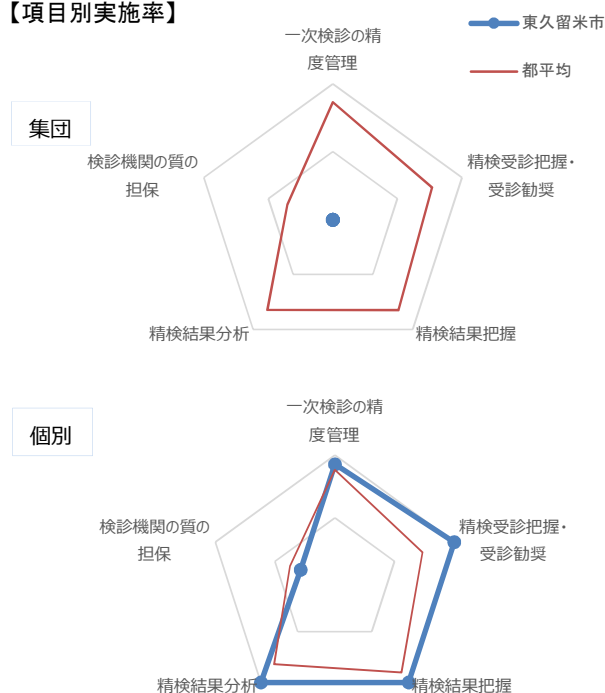 【項目別実施率】
東久留米市
都平均
集団
一次検診の精
度管理
検診機関の質の
担保
精検受診把握・
受診勧奨
精検結果分析
精検結果把握
個別
一次検診の精
度管理
検診機関の質の
担保
精検受診把握・
受診勧奨
精検結果分析
精検結果把握